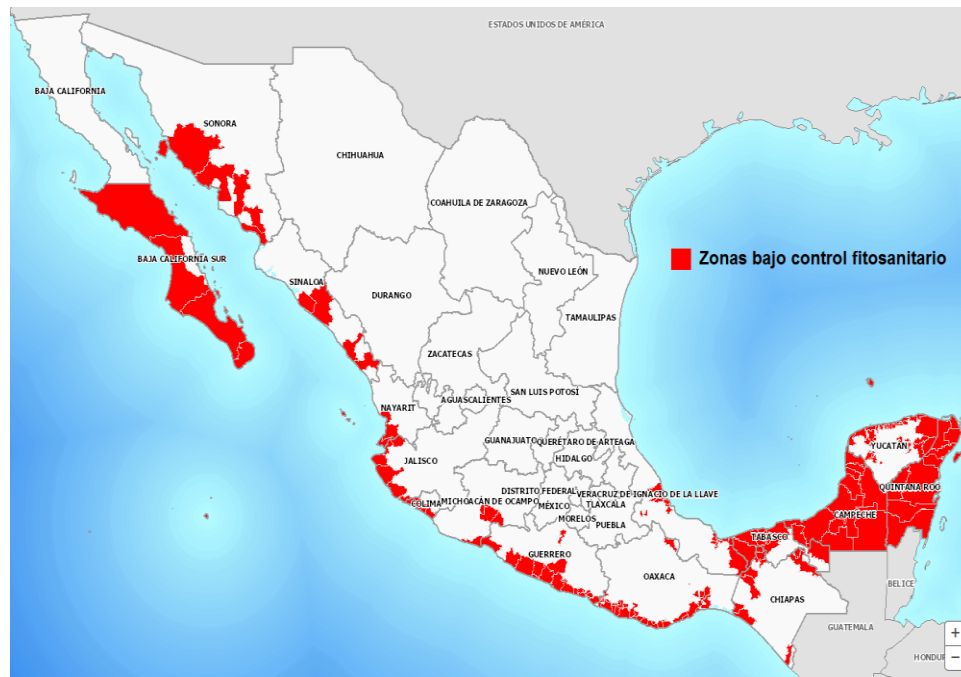 ESTADOS UNIDOS DE AMÉRICA
BAJA CALIFORNIA
SONORA
CHIHUAHUA
COAHUILA DE ZARAGOZA
Zonas bajo control fitosanitario
BAJA CALIFORNIA SUR
NUEVO LEÓN
SINALOA
DURANGO
TAMAULIPAS
ZACATECAS
SAN LUIS POTOSÍ
AGUASCALIENTES
NAYARIT
GUANAJUATO
QUERÉTARO DE ARTEAGA
YUCATÁN
JALISCO
HIDALGO
QUINTANA ROO
DISTRITO FEDERAL
VERACRUZ DE IGNACIO DE LA LLAVE
COLIMA
MICHOACÁN DE OCAMPO
MÉXICO
TLAXCALA
CAMPECHE
MORELOS
PUEBLA
TABASCO
GUERRERO
OAXACA
BELICE
CHIAPAS
GUATEMALA
+
HONDUR
−